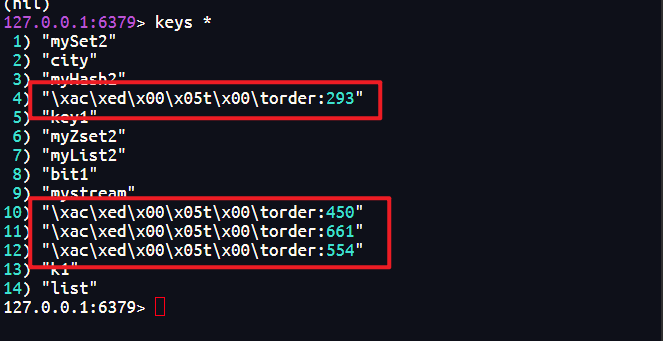 (nil)
127.0.0.1:6379> keys *
1) "mySet2"
2) "city"
3) "myHash2"
4) "\xac\xed\x00\x05t\x00\torder:293"
5) "key1"
6) "myZset2"
7) "myList2"
8) "bit1"
9) "mystream"
10) "\xac\xed\x00\x05t\x00\torder:450"
11) "\xac\xed\x00\x05t\x00\torder:661"
12) "\xac\xed\x00\x05t\x00\torder:554"
13) "k1"
14) "list"
127.0.0.1:6379>